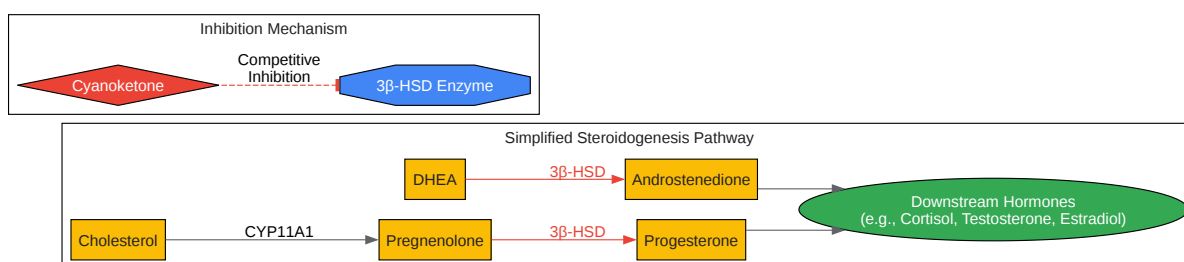 Inhibition Mechanism
Cyanoketone
Competitive
Inhibition
3β-HSD Enzyme
Simplified Steroidogenesis Pathway
DHEA
3β-HSD
Androstenedione
Downstream Hormones
(e.g., Cortisol, Testosterone, Estradiol)
Cholesterol
CYP11A1
Pregnenolone
3β-HSD
Progesterone